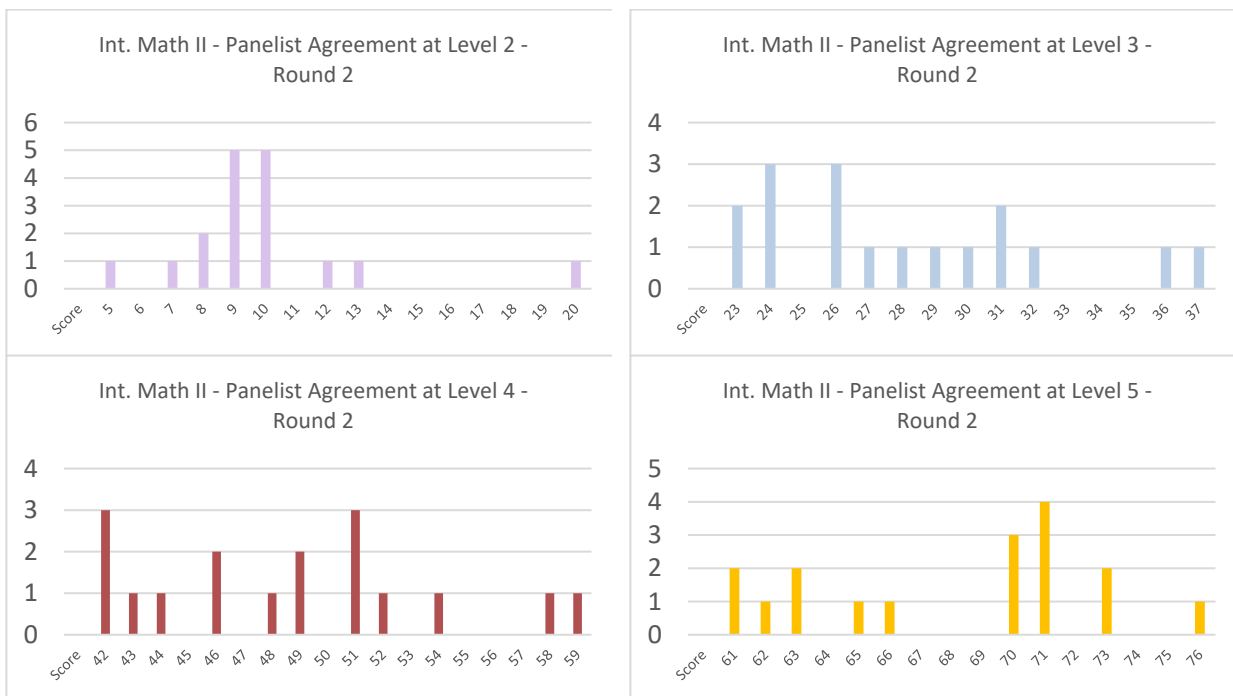 Int. Math II - Panelist Agreement at Level 2 -
Round 2
6
5
4
3
2
1
0
Score 5 6 7 8 9 10 11 12 13 14 15 16 17 18 19 20
Int. Math II - Panelist Agreement at Level 3 -
Round 2
4
3
2
1
0
Score 23 24 25 26 27 28 29 30 31 32 33 34 35 36 37
Int. Math II - Panelist Agreement at Level 4 -
Round 2
4
3
2
1
0
Score 42 43 44 45 46 47 48 49 50 51 52 53 54 55 56 57 58 59
Int. Math II - Panelist Agreement at Level 5 -
Round 2
5
4
3
2
1
0
Score 61 62 63 64 65 66 67 68 69 70 71 72 73 74 75 76